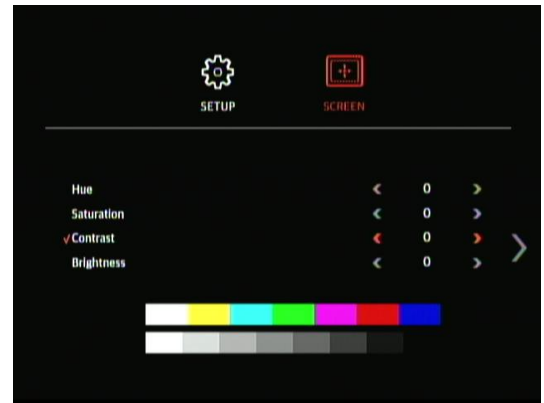 SETUP SCREEN
Hue < 0 >
Saturation < 0 >
√ Contrast < 0 >
Brightness < 0 >